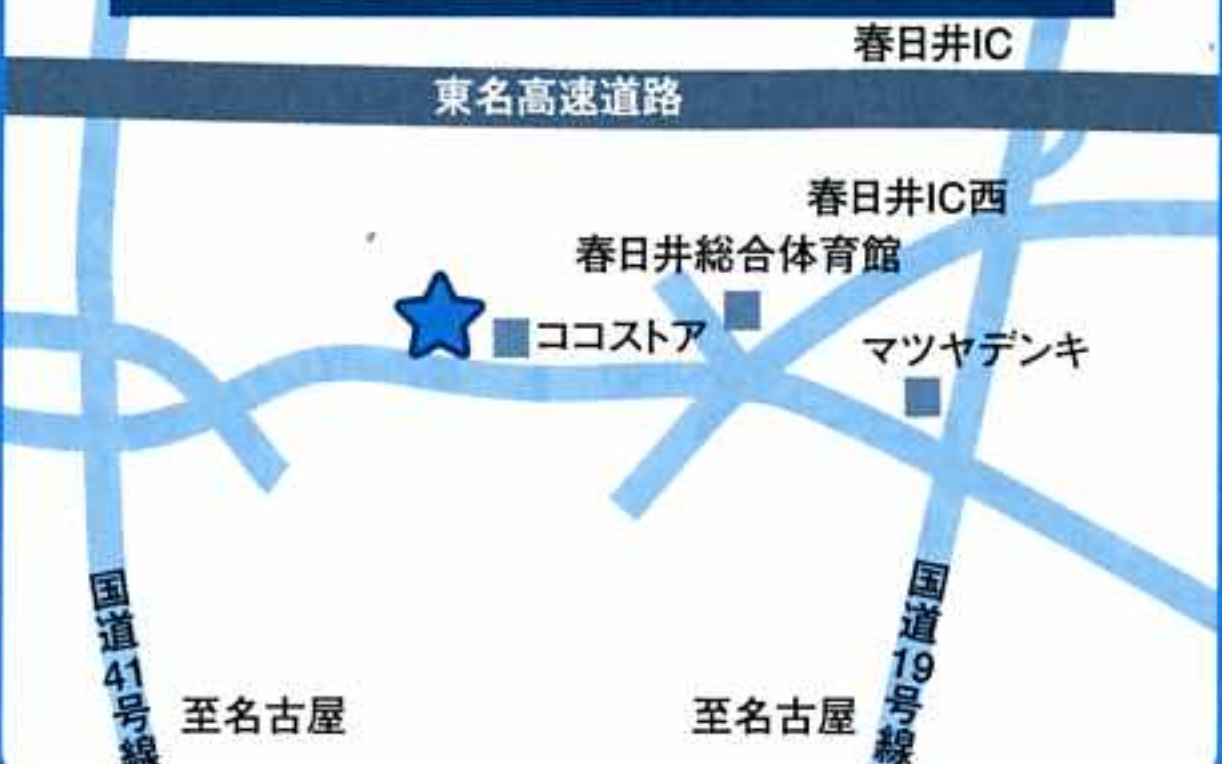 春日井IC
東名高速道路
春日井IC西
春日井総合体育館
ココストア
マツヤデンキ
国道41号線
至名古屋
至名古屋
国道19号線